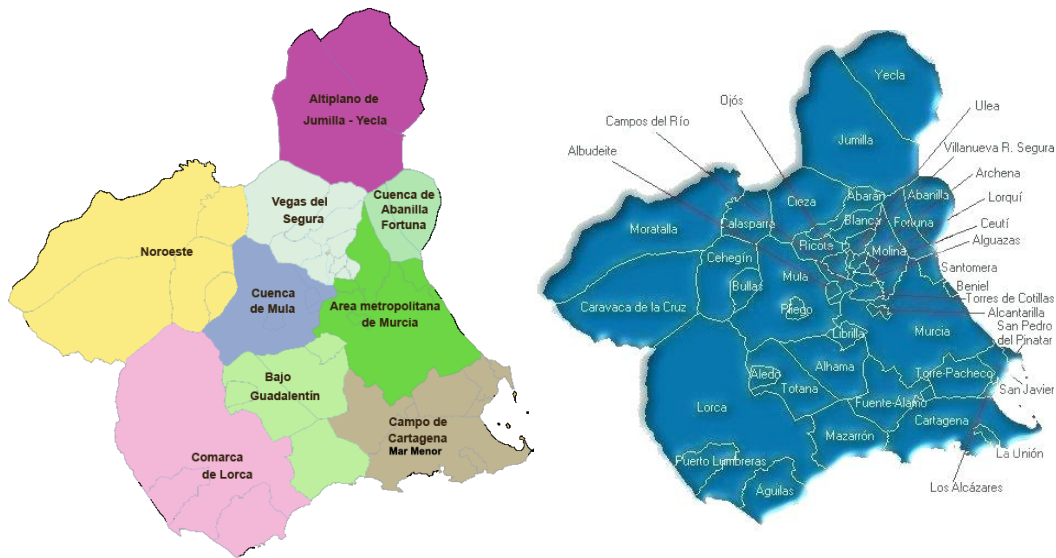 Altiplano de
Jumilla - Yecla
Vegas del
Segura
Cuenca de
Abanilla
Fortuna
Noroeste
Cuenca
de Mula
Area metropolitana
de Murcia
Bajo
Guadalentín
Campo de
Cartagena
Mar Menor
Comarca
de Lorca
Yecla
Ojós
Ulea
Campos del Río
Jumilla
Albudeite
Villanueva R. Segura
Archena
Abarán
Abanilla
Cieza
Lorquí
Blanca
Fortuna
Calasparra
Ceutí
Moratalla
Ricote
Molina
Alguazas
Cehegín
Santomera
Mula
Beniel
Bullas
Torres de Cotillas
Caravaca de la Cruz
Pliego
Alcantarilla
Librilla
Murcia
San Pedro
del Pinatar
Aledo
Alhama
Torre-Pacheco
Totana
San Javier
Lorca
Fuente-Álamo
Cartagena
Mazarrón
La Unión
Puerto Lumbreras
Águilas
Los Alcázares